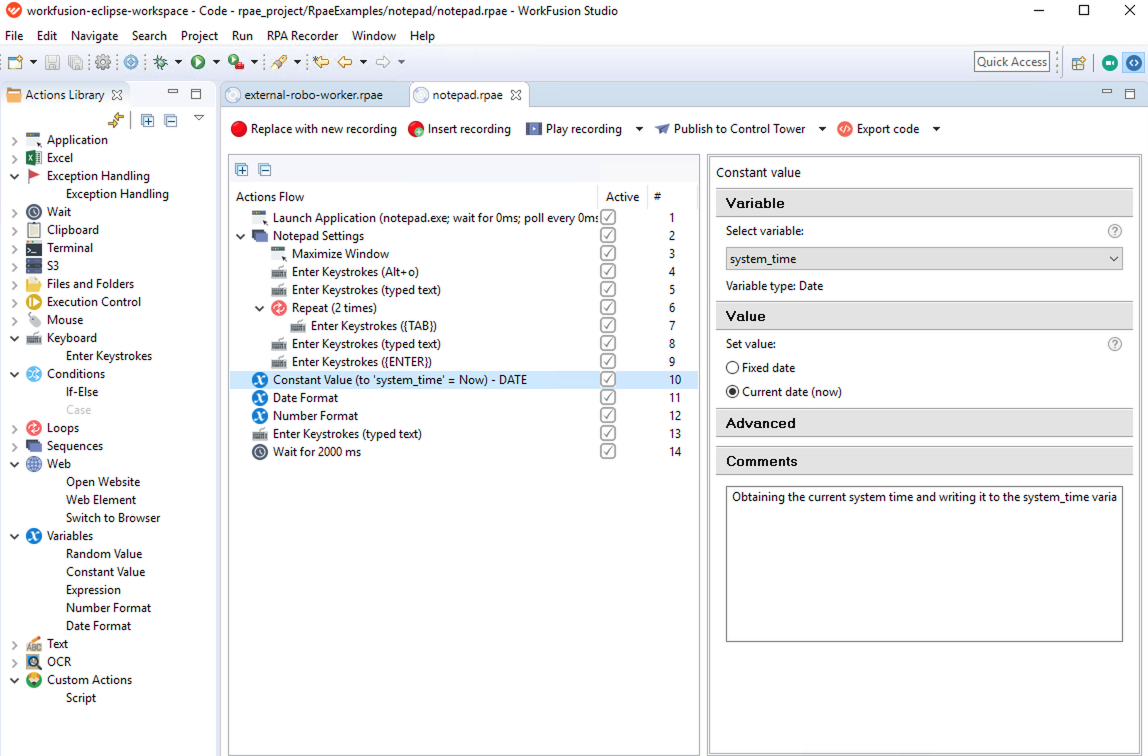 workfusion-eclipse-workspace - Code - rpae_project/RpaeExamples/notepad/notepad.rpae - WorkFusion Studio
File Edit Navigate Search Project Run RPA Recorder Window Help
Quick Access
Actions Library
external-robo-worker.rpae
notepad.rpae
Replace with new recording
Insert recording
Play recording
Publish to Control Tower
Export code
Application
Excel
Exception Handling
Exception Handling
Wait
Clipboard
Terminal
S3
Files and Folders
Execution Control
Mouse
Keyboard
Enter Keystrokes
Conditions
If-Else
Case
Loops
Sequences
Web
Open Website
Web Element
Switch to Browser
Variables
Random Value
Constant Value
Expression
Number Format
Date Format
Text
OCR
Custom Actions
Script
Actions Flow Active #
Launch Application (notepad.exe; wait for 0ms; poll every 0ms 1
Notepad Settings 2
Maximize Window 3
Enter Keystrokes (Alt+o) 4
Enter Keystrokes (typed text) 5
Repeat (2 times) 6
Enter Keystrokes ({TAB}) 7
Enter Keystrokes (typed text) 8
Enter Keystrokes ({ENTER}) 9
Constant Value (to 'system_time' = Now) - DATE 10
Date Format 11
Number Format 12
Enter Keystrokes (typed text) 13
Wait for 2000 ms 14
Constant value
Variable
Select variable:
system_time
Variable type: Date
Value
Set value:
Fixed date
Current date (now)
Advanced
Comments
Obtaining the current system time and writing it to the system_time varia